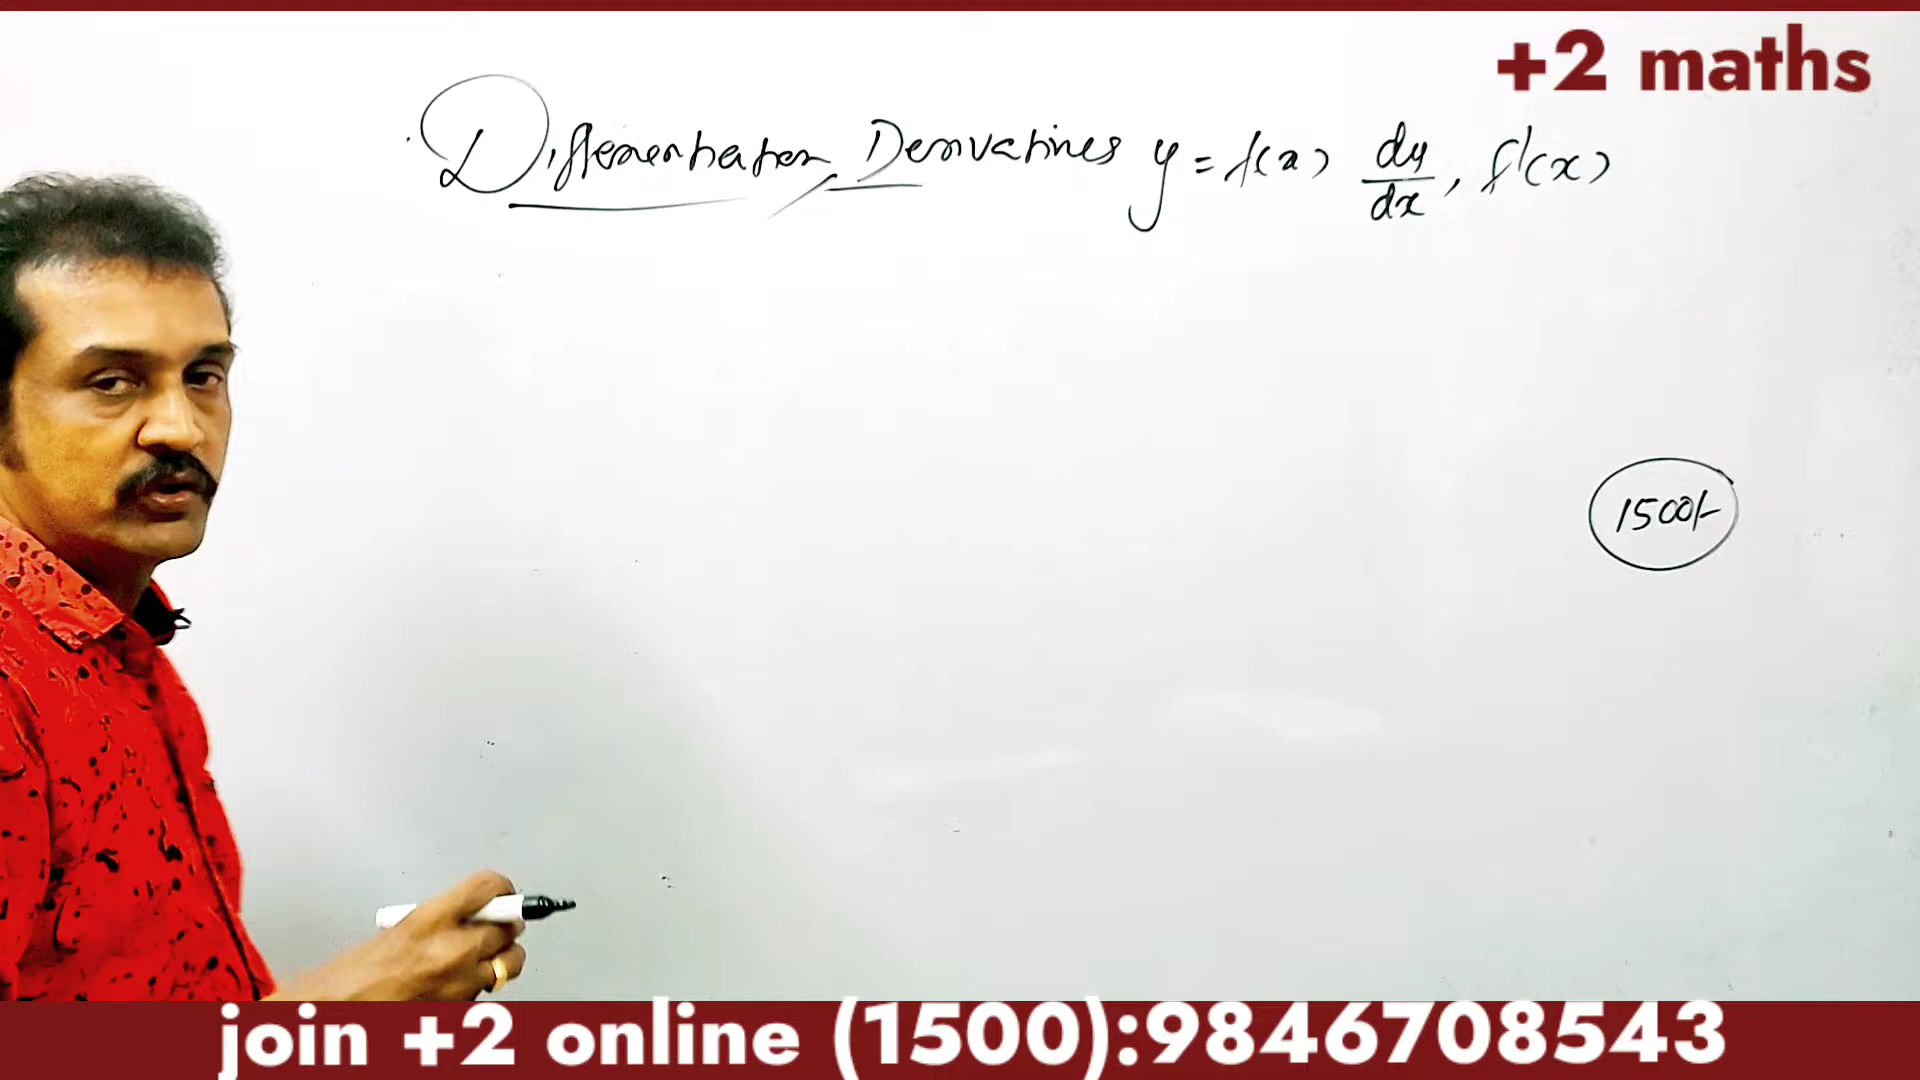 +2 maths
Differentiation, Derivatives y = f(x) dy/dx, f'(x)
1500/-
join +2 online (1500):9846708543